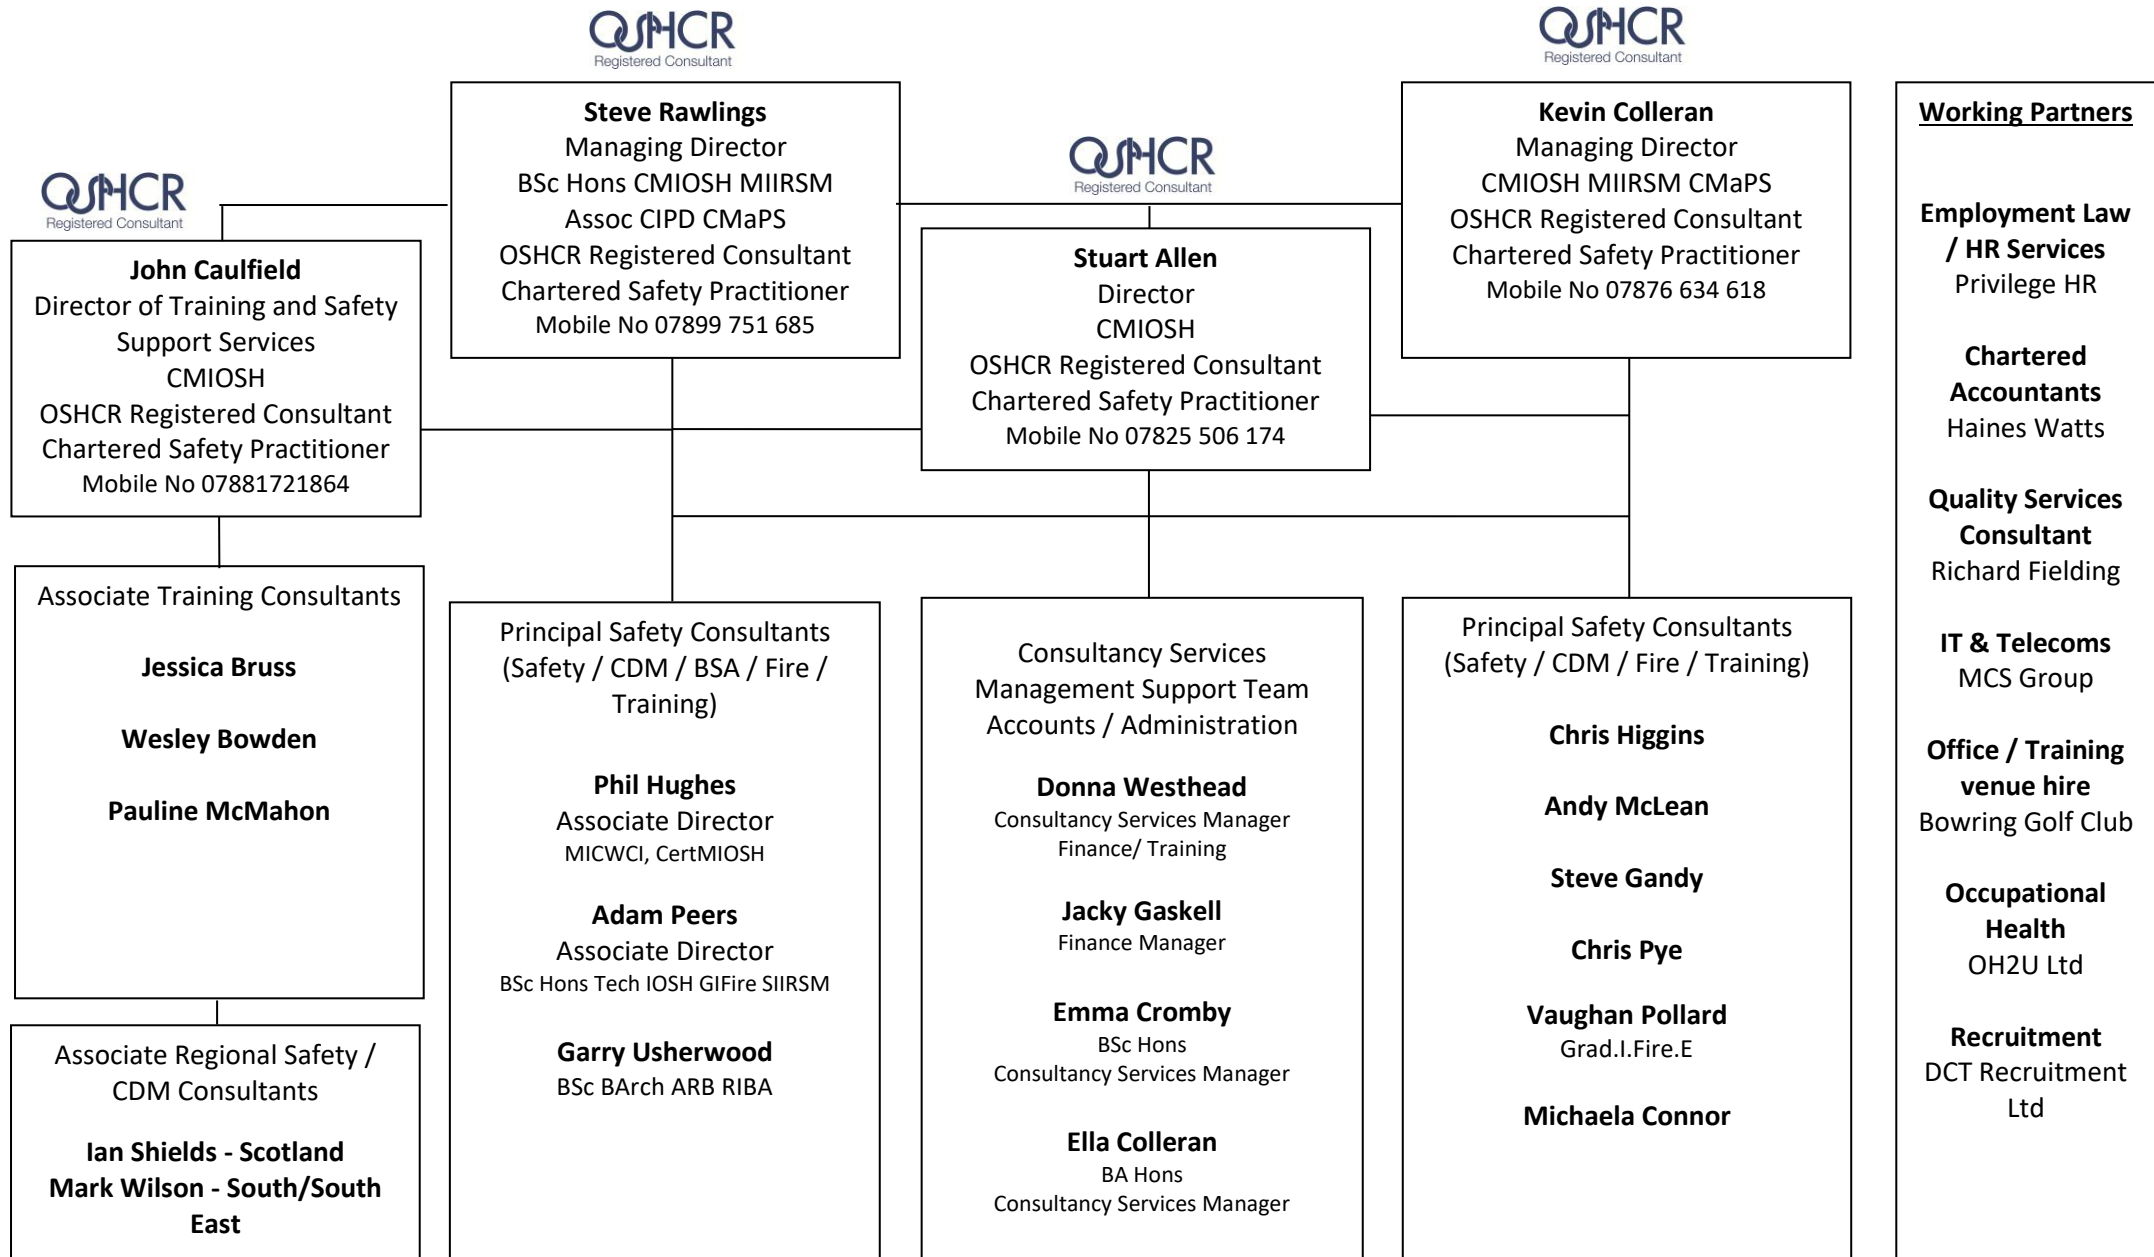 OSHCR
Registered Consultant
OSHCR
Registered Consultant
OSHCR
Registered Consultant
OSHCR
Registered Consultant
John Caulfield
Director of Training and Safety
Support Services
CMIOSH
OSHCR Registered Consultant
Chartered Safety Practitioner
Mobile No 07881721864
Steve Rawlings
Managing Director
BSc Hons CMIOSH MIIRSM
Assoc CIPD CMaPS
OSHCR Registered Consultant
Chartered Safety Practitioner
Mobile No 07899 751 685
Stuart Allen
Director
CMIOSH
OSHCR Registered Consultant
Chartered Safety Practitioner
Mobile No 07825 506 174
Kevin Colleran
Managing Director
CMIOSH MIIRSM CMaPS
OSHCR Registered Consultant
Chartered Safety Practitioner
Mobile No 07876 634 618
Associate Training Consultants
Jessica Bruss
Wesley Bowden
Pauline McMahon
Associate Regional Safety /
CDM Consultants
Ian Shields - Scotland
Mark Wilson - South/South
East
Principal Safety Consultants
(Safety / CDM / BSA / Fire /
Training)
Phil Hughes
Associate Director
MICWCI, CertMIOSH
Adam Peers
Associate Director
BSc Hons Tech IOSH GIFire SIIRSM
Garry Usherwood
BSc BArch ARB RIBA
Consultancy Services
Management Support Team
Accounts / Administration
Donna Westhead
Consultancy Services Manager
Finance/ Training
Jacky Gaskell
Finance Manager
Emma Cromby
BSc Hons
Consultancy Services Manager
Ella Colleran
BA Hons
Consultancy Services Manager
Principal Safety Consultants
(Safety / CDM / Fire / Training)
Chris Higgins
Andy McLean
Steve Gandy
Chris Pye
Vaughan Pollard
Grad.I.Fire.E
Michaela Connor
Working Partners
Employment Law
/ HR Services
Privilege HR
Chartered
Accountants
Haines Watts
Quality Services
Consultant
Richard Fielding
IT & Telecoms
MCS Group
Office / Training
venue hire
Bowring Golf Club
Occupational
Health
OH2U Ltd
Recruitment
DCT Recruitment
Ltd